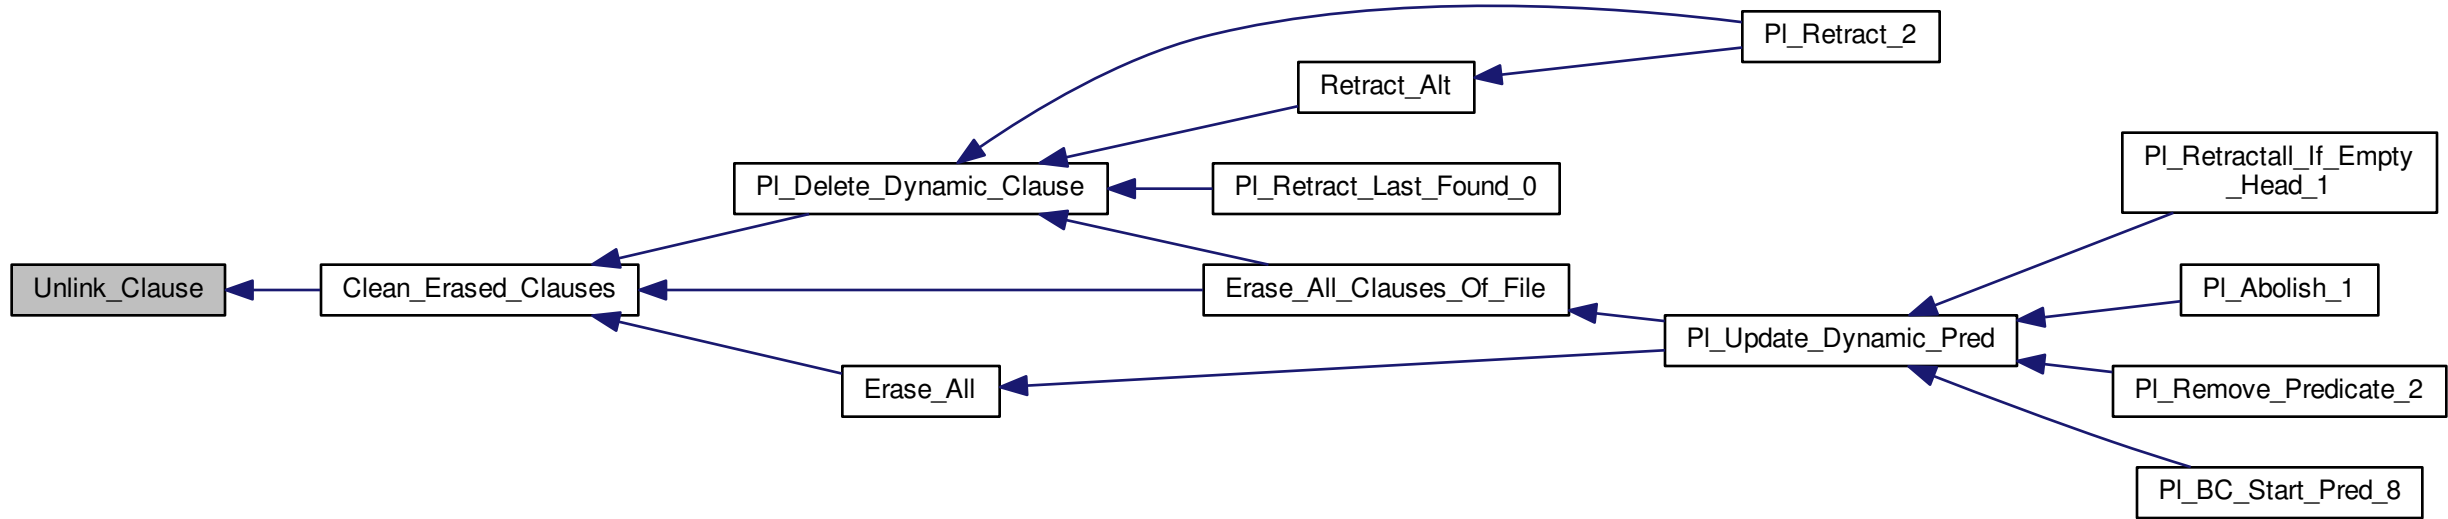 Pl_Retract_2
Retract_Alt
Pl_Retractall_If_Empty
_Head_1
Pl_Delete_Dynamic_Clause
Pl_Retract_Last_Found_0
Unlink_Clause
Clean_Erased_Clauses
Erase_All_Clauses_Of_File
Pl_Abolish_1
Pl_Update_Dynamic_Pred
Erase_All
Pl_Remove_Predicate_2
Pl_BC_Start_Pred_8